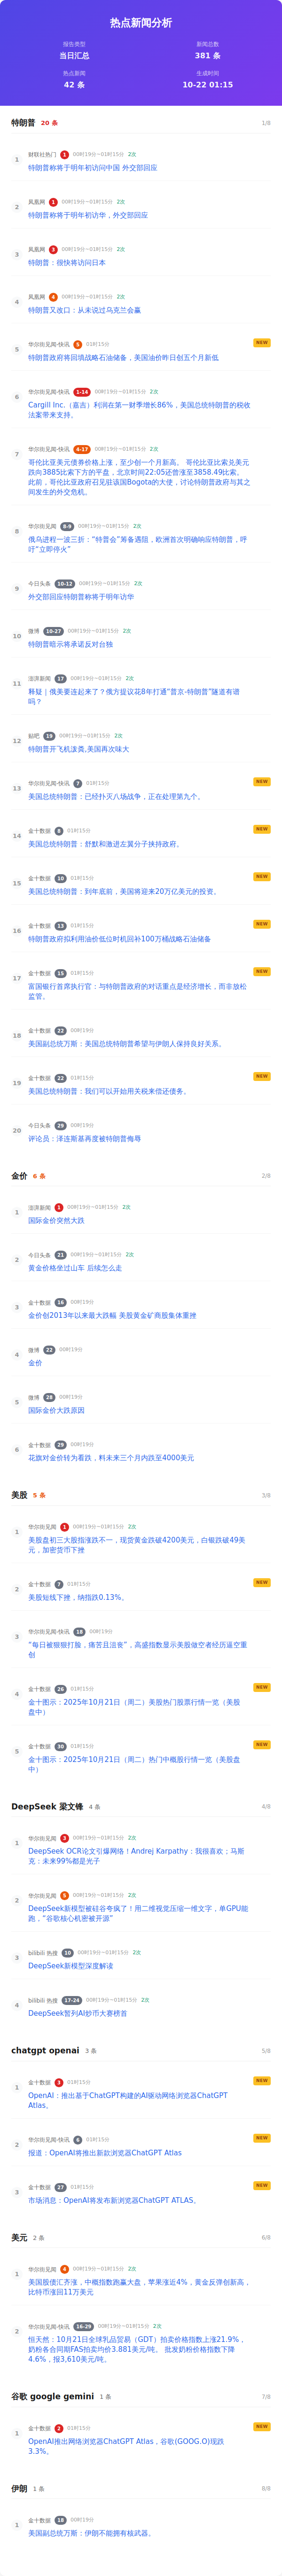 热点新闻分析
报告类型
当日汇总
新闻总数
381 条
热点新闻
42 条
生成时间
10-22 01:15
特朗普 20 条 1/8
1 财联社热门 1 00时19分~01时15分 2次
特朗普称将于明年初访问中国 外交部回应
2 凤凰网 1 00时19分~01时15分 2次
特朗普称将于明年初访华，外交部回应
3 凤凰网 3 00时19分~01时15分 2次
特朗普：很快将访问日本
4 凤凰网 4 00时19分~01时15分 2次
特朗普又改口：从未说过乌克兰会赢
5 华尔街见闻-快讯 5 01时15分 NEW
特朗普政府将回填战略石油储备，美国油价昨日创五个月新低
6 华尔街见闻-快讯 1-14 00时19分~01时15分 2次
Cargill Inc.（嘉吉）利润在第一财季增长86%，美国总统特朗普的税收
法案带来支持。
7 华尔街见闻-快讯 4-17 00时19分~01时15分 2次
哥伦比亚美元债券价格上涨，至少创一个月新高。 哥伦比亚比索兑美元
跌向3885比索下方的平盘，北京时间22:05还曾涨至3858.49比索。
此前，哥伦比亚政府召见驻该国Bogota的大使，讨论特朗普政府与其之
间发生的外交危机。
8 华尔街见闻 8-9 00时19分~01时15分 2次
俄乌进程一波三折：“特普会”筹备遇阻，欧洲首次明确响应特朗普，呼
吁“立即停火”
9 今日头条 10-12 00时19分~01时15分 2次
外交部回应特朗普称将于明年访华
10 微博 10-27 00时19分~01时15分 2次
特朗普暗示将承诺反对台独
11 澎湃新闻 17 00时19分~01时15分 2次
释疑｜俄美要连起来了？俄方提议花8年打通“普京-特朗普”隧道有谱
吗？
12 贴吧 19 00时19分~01时15分 2次
特朗普开飞机泼粪,美国再次味大
13 华尔街见闻-快讯 7 01时15分 NEW
美国总统特朗普：已经扑灭八场战争，正在处理第九个。
14 金十数据 8 01时15分 NEW
美国总统特朗普：舒默和激进左翼分子挟持政府。
15 金十数据 10 01时15分 NEW
美国总统特朗普：到年底前，美国将迎来20万亿美元的投资。
16 金十数据 13 01时15分 NEW
特朗普政府拟利用油价低位时机回补100万桶战略石油储备
17 金十数据 15 01时15分 NEW
富国银行首席执行官：与特朗普政府的对话重点是经济增长，而非放松
监管。
18 金十数据 22 00时19分
美国副总统万斯：美国总统特朗普希望与伊朗人保持良好关系。
19 金十数据 22 01时15分 NEW
美国总统特朗普：我们可以开始用关税来偿还债务。
20 今日头条 29 00时19分
评论员：泽连斯基再度被特朗普侮辱
金价 6 条 2/8
1 澎湃新闻 1 00时19分~01时15分 2次
国际金价突然大跌
2 今日头条 21 00时19分~01时15分 2次
黄金价格坐过山车 后续怎么走
3 金十数据 16 00时19分
金价创2013年以来最大跌幅 美股黄金矿商股集体重挫
4 微博 22 00时19分
金价
5 微博 28 00时19分
国际金价大跌原因
6 金十数据 29 00时19分
花旗对金价转为看跌，料未来三个月内跌至4000美元
美股 5 条 3/8
1 华尔街见闻 1 00时19分~01时15分 2次
美股盘初三大股指涨跌不一，现货黄金跌破4200美元，白银跌破49美
元，加密货币下挫
2 金十数据 7 01时15分 NEW
美股短线下挫，纳指跌0.13%。
3 华尔街见闻-快讯 18 00时19分
“每日被狠狠打脸，痛苦且沮丧”，高盛指数显示美股做空者经历返空重
创
4 金十数据 26 01时15分 NEW
金十图示：2025年10月21日（周二）美股热门股票行情一览（美股
盘中）
5 金十数据 30 01时15分 NEW
金十图示：2025年10月21日（周二）热门中概股行情一览（美股盘
中）
DeepSeek 梁文锋 4 条 4/8
1 华尔街见闻 3 00时19分~01时15分 2次
DeepSeek OCR论文引爆网络！Andrej Karpathy：我很喜欢；马斯
克：未来99%都是光子
2 华尔街见闻 5 00时19分~01时15分 2次
DeepSeek新模型被硅谷夸疯了！用二维视觉压缩一维文字，单GPU能
跑，“谷歌核心机密被开源”
3 bilibili 热搜 10 00时19分~01时15分 2次
DeepSeek新模型深度解读
4 bilibili 热搜 17-24 00时19分~01时15分 2次
DeepSeek暂列AI炒币大赛榜首
chatgpt openai 3 条 5/8
1 金十数据 3 01时15分 NEW
OpenAI：推出基于ChatGPT构建的AI驱动网络浏览器ChatGPT
Atlas。
2 华尔街见闻-快讯 6 01时15分 NEW
报道：OpenAI将推出新款浏览器ChatGPT Atlas
3 金十数据 27 01时15分 NEW
市场消息：OpenAI将发布新浏览器ChatGPT ATLAS。
美元 2 条 6/8
1 华尔街见闻 4 00时19分~01时15分 2次
美国股债汇齐涨，中概指数跑赢大盘，苹果涨近4%，黄金反弹创新高，
比特币涨回11万美元
2 华尔街见闻-快讯 16-29 00时19分~01时15分 2次
恒天然：10月21日全球乳品贸易（GDT）拍卖价格指数上涨21.9%，
奶粉各合同期FAS拍卖均价3.881美元/吨。 批发奶粉价格指数下降
4.6%，报3,610美元/吨。
谷歌 google gemini 1 条 7/8
1 金十数据 2 01时15分 NEW
OpenAI推出网络浏览器ChatGPT Atlas，谷歌(GOOG.O)现跌
3.3%。
伊朗 1 条 8/8
1 金十数据 18 00时19分
美国副总统万斯：伊朗不能拥有核武器。